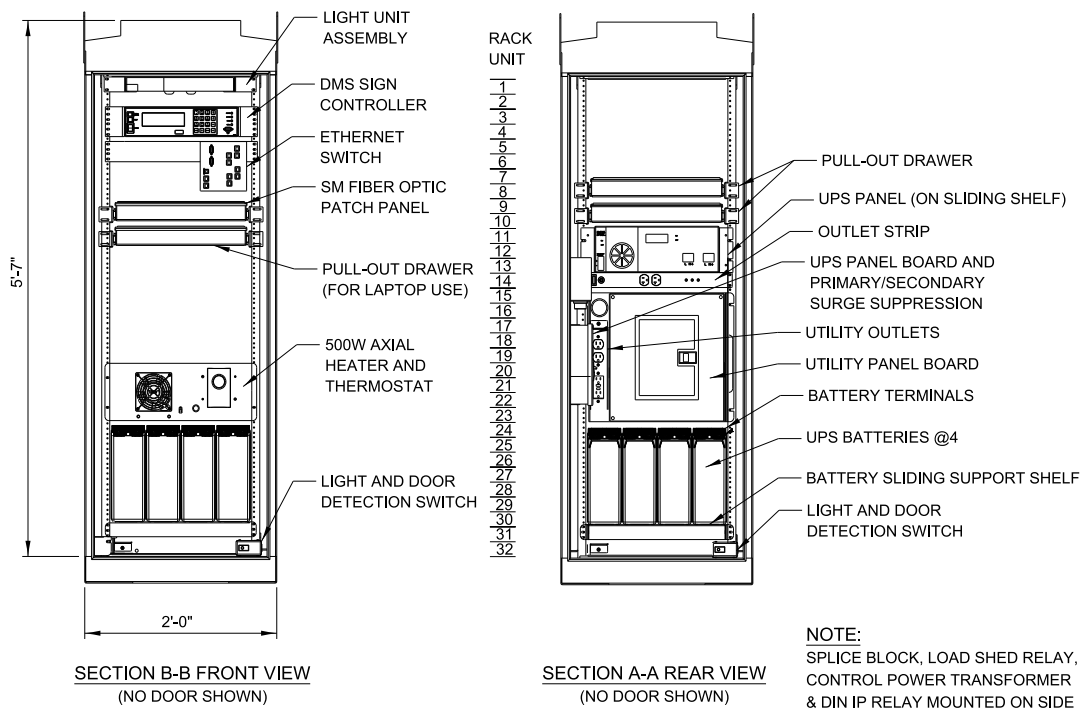 LIGHT UNIT
ASSEMBLY
DMS SIGN
CONTROLLER
ETHERNET
SWITCH
SM FIBER OPTIC
PATCH PANEL
PULL-OUT DRAWER
(FOR LAPTOP USE)
500W AXIAL
HEATER AND
THERMOSTAT
LIGHT AND DOOR
DETECTION SWITCH
5'-7"
2'-0"
SECTION B-B FRONT VIEW
(NO DOOR SHOWN)
RACK
UNIT
1
2
3
4
5
6
7
8
9
10
11
12
13
14
15
16
17
18
19
20
21
22
23
24
25
26
27
28
29
30
31
32
PULL-OUT DRAWER
UPS PANEL (ON SLIDING SHELF)
OUTLET STRIP
UPS PANEL BOARD AND
PRIMARY/SECONDARY
SURGE SUPPRESSION
UTILITY OUTLETS
UTILITY PANEL BOARD
BATTERY TERMINALS
UPS BATTERIES @4
BATTERY SLIDING SUPPORT SHELF
LIGHT AND DOOR
DETECTION SWITCH
SECTION A-A REAR VIEW
(NO DOOR SHOWN)
NOTE:
SPLICE BLOCK, LOAD SHED RELAY,
CONTROL POWER TRANSFORMER
& DIN IP RELAY MOUNTED ON SIDE